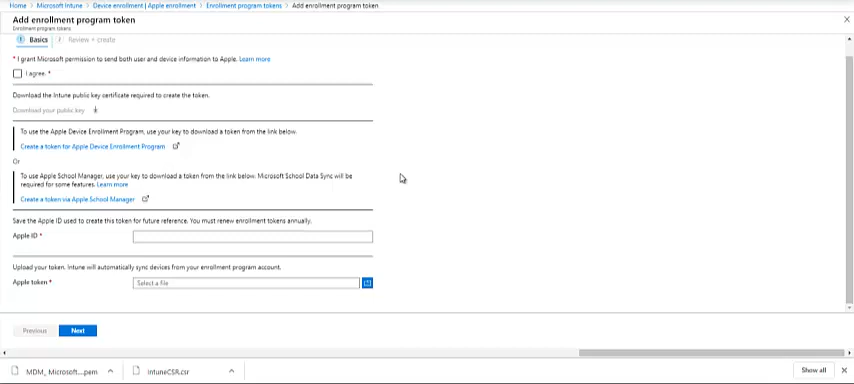 Home > Microsoft Intune > Device enrollment | Apple enrollment > Enrollment program tokens > Add enrollment program token
Add enrollment program token
Enrollment program tokens
1 Basics 2 Review + create
* I grant Microsoft permission to send both user and device information to Apple. Learn more
I agree. *
Download the Intune public key certificate required to create the token.
Download your public key
To use the Apple Device Enrollment Program, use your key to download a token from the link below.
Create a token for Apple Device Enrollment Program
Or
To use Apple School Manager, use your key to download a token from the link below. Microsoft School Data Sync will be
required for some features. Learn more
Create a token via Apple School Manager
Save the Apple ID used to create this token for future reference. You must renew enrollment tokens annually.
Apple ID *
Upload your token. Intune will automatically sync devices from your enrollment program account.
Apple token *
Select a file
Previous Next
MDM_ Microsoft....pem IntuneCSR.csr Show all